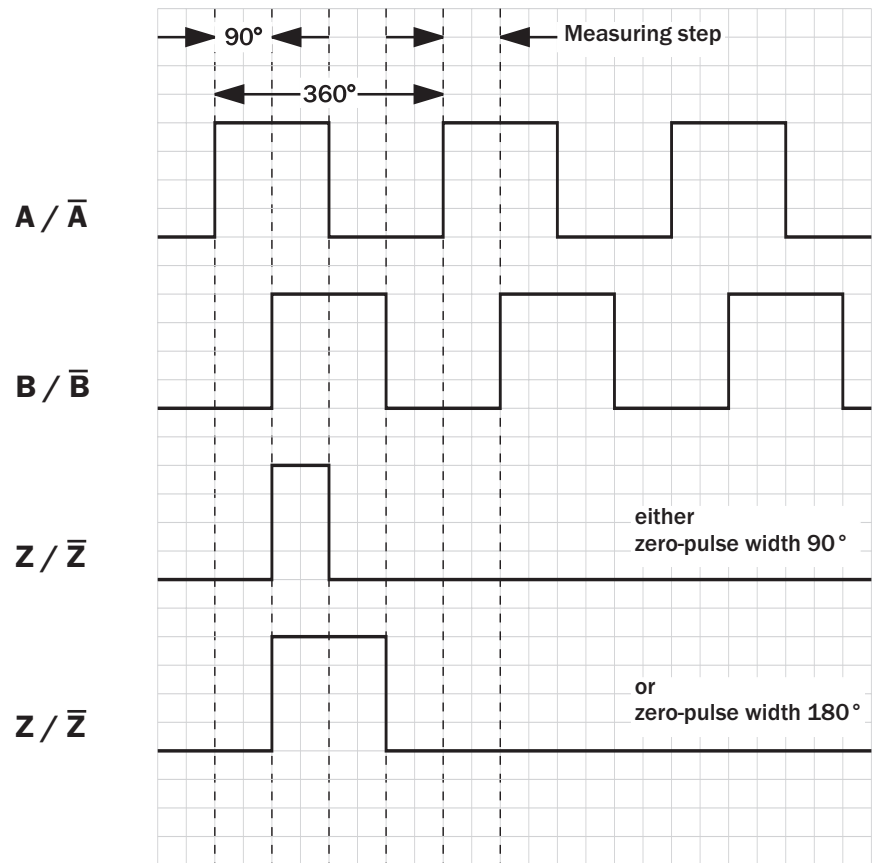 90° Measuring step
360°
A / A̅
B / B̅
Z / Z̅
either
zero-pulse width 90°
Z / Z̅
or
zero-pulse width 180°